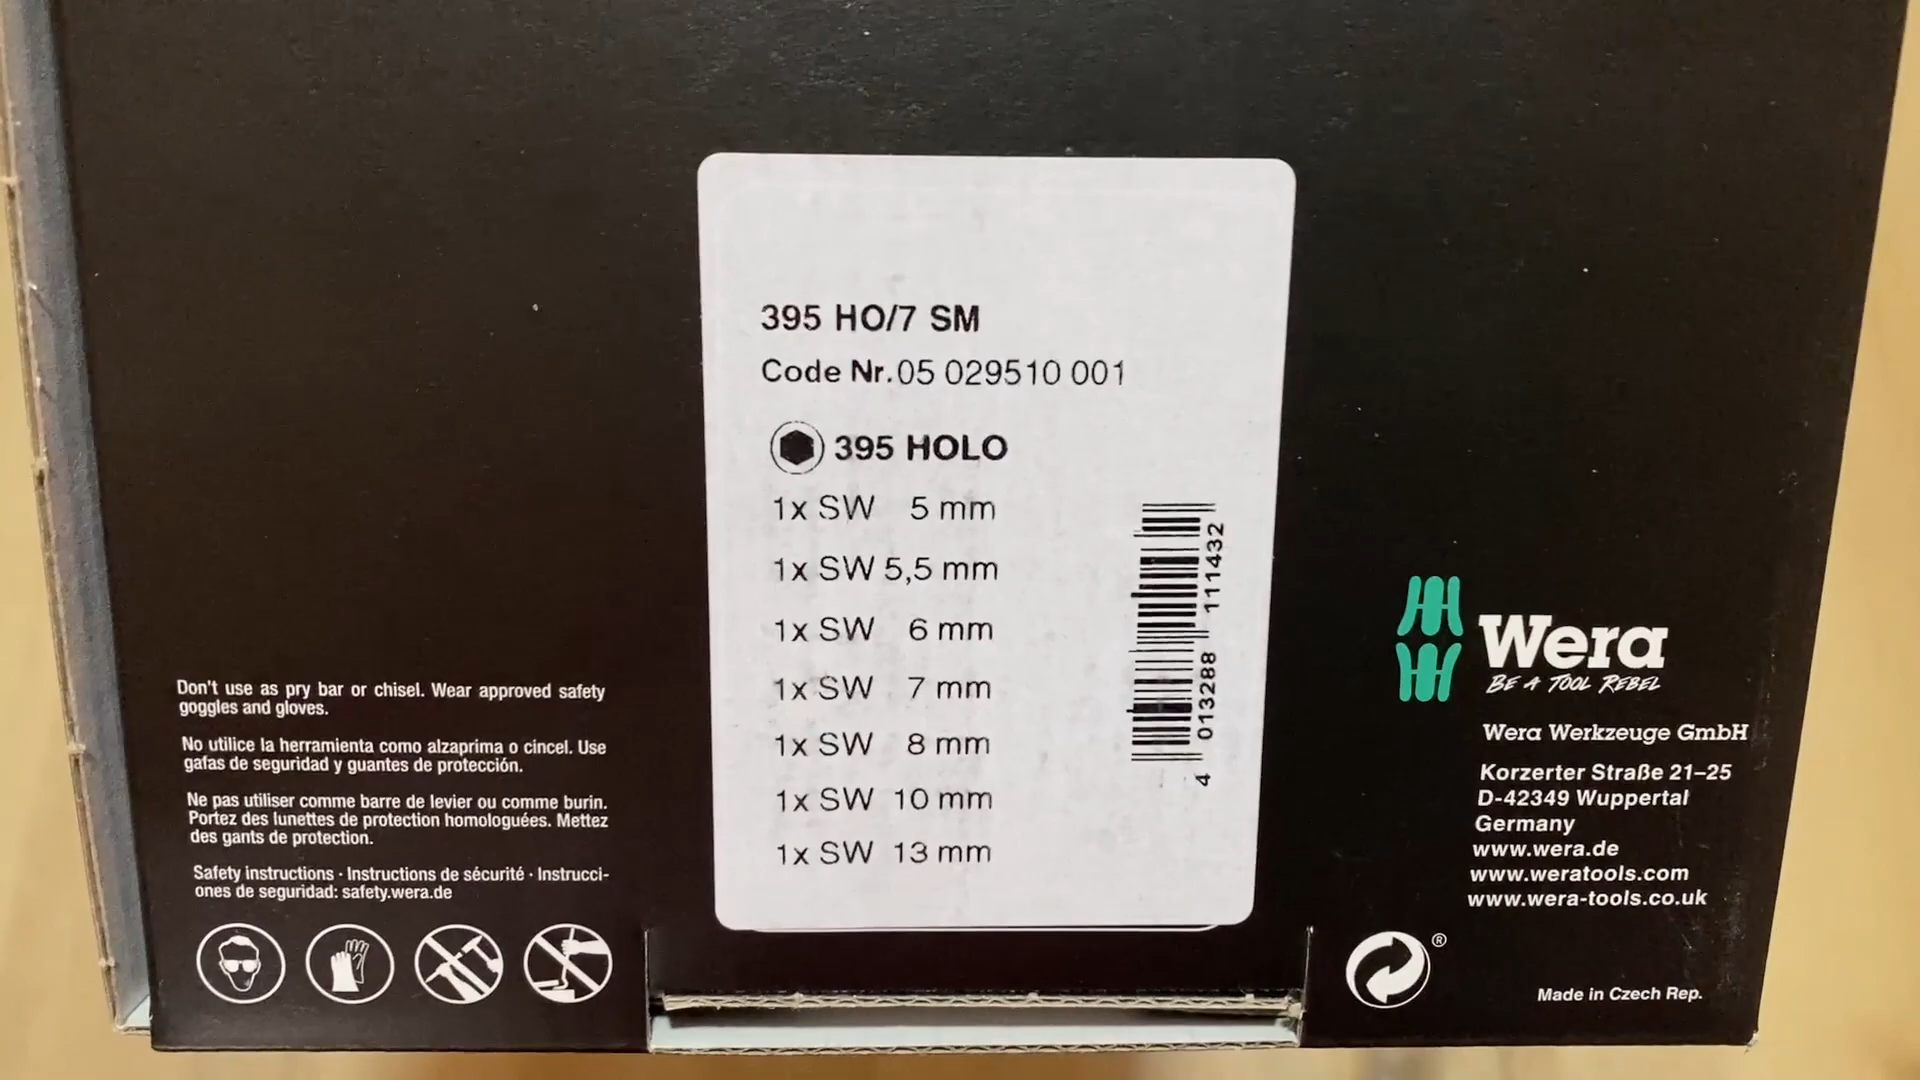 395 HO/7 SM
Code Nr.05 029510 001
395 HOLO
1x SW 5 mm
1x SW 5,5 mm
1x SW 6 mm
1x SW 7 mm
1x SW 8 mm
1x SW 10 mm
1x SW 13 mm
4 013288 111432
Don't use as pry bar or chisel. Wear approved safety
goggles and gloves.
No utilice la herramienta como alzaprima o cincel. Use
gafas de seguridad y guantes de protección.
Ne pas utiliser comme barre de levier ou comme burin.
Portez des lunettes de protection homologuées. Mettez
des gants de protection.
Safety instructions · Instructions de sécurité · Instrucci-
ones de seguridad: safety.wera.de
Wera
BE A TOOL REBEL
Wera Werkzeuge GmbH
Korzerter Straße 21–25
D-42349 Wuppertal
Germany
www.wera.de
www.weratools.com
www.wera-tools.co.uk
®
Made in Czech Rep.